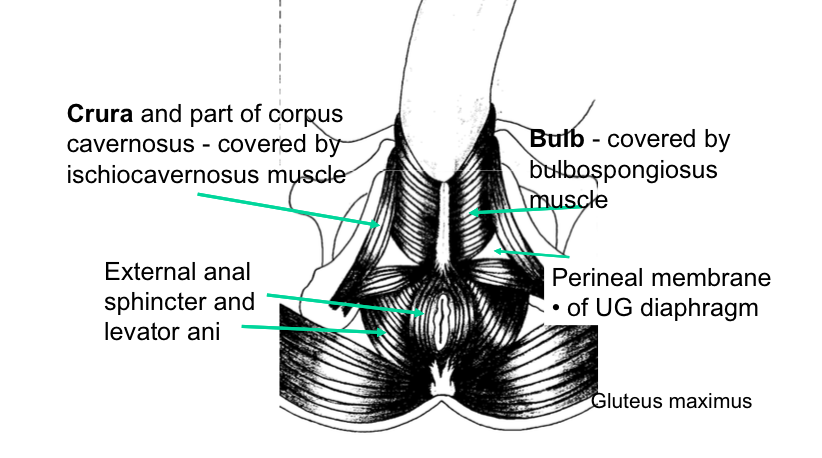 Crura and part of corpus
cavernosus - covered by
ischiocavernosus muscle
Bulb - covered by
bulbospongiosus
muscle
External anal
sphincter and
levator ani
Perineal membrane
• of UG diaphragm
Gluteus maximus